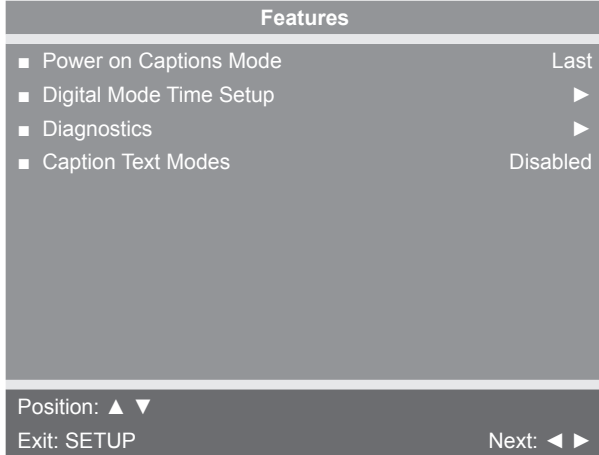 Features
■ Power on Captions Mode Last
■ Digital Mode Time Setup ►
■ Diagnostics ►
■ Caption Text Modes Disabled
Position: ▲ ▼
Exit: SETUP Next: ◄ ►